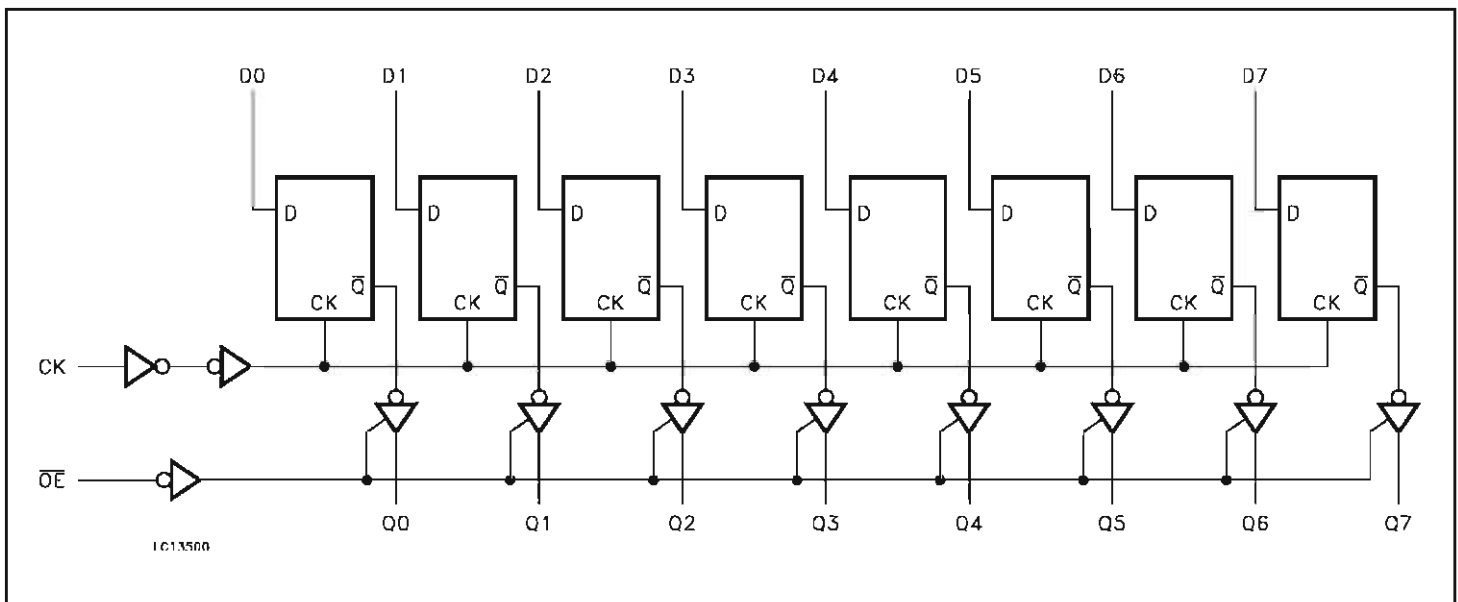 D0 D1 D2 D3 D4 D5 D6 D7
D D D D D D D D
Q̅ Q̅ Q̅ Q̅ Q̅ Q̅ Q̅ Q̅
CK CK CK CK CK CK CK CK
CK
O̅E̅
Q0 Q1 Q2 Q3 Q4 Q5 Q6 Q7
LC13500